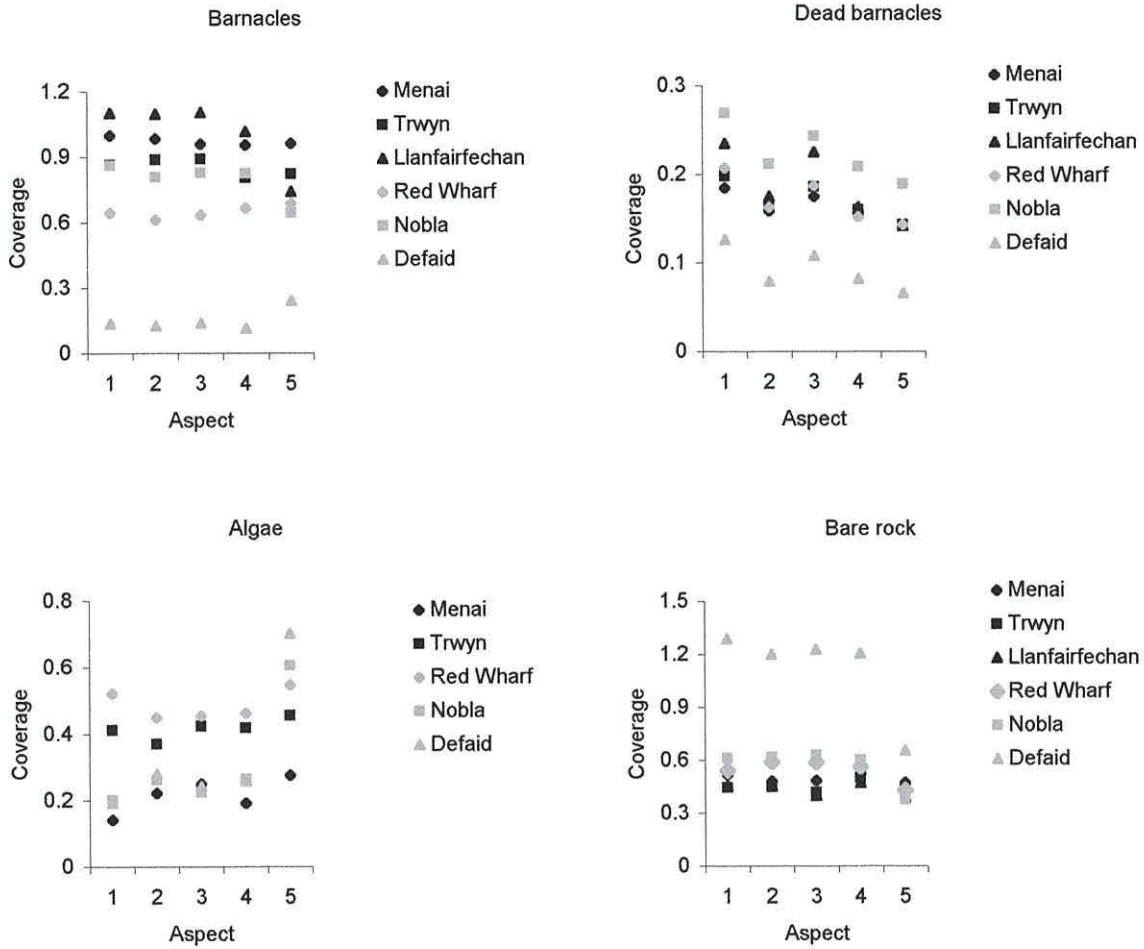 Barnacles
Coverage
1.2
0.9
0.6
0.3
0
1 2 3 4 5
Aspect
Menai
Trwyn
Llanfairfechan
Red Wharf
Nobla
Defaid
Dead barnacles
Coverage
0.3
0.2
0.1
0
1 2 3 4 5
Aspect
Menai
Trwyn
Llanfairfechan
Red Wharf
Nobla
Defaid
Algae
Coverage
0.8
0.6
0.4
0.2
0
1 2 3 4 5
Aspect
Menai
Trwyn
Red Wharf
Nobla
Defaid
Bare rock
Coverage
1.5
1.2
0.9
0.6
0.3
0
1 2 3 4 5
Aspect
Menai
Trwyn
Llanfairfechan
Red Wharf
Nobla
Defaid